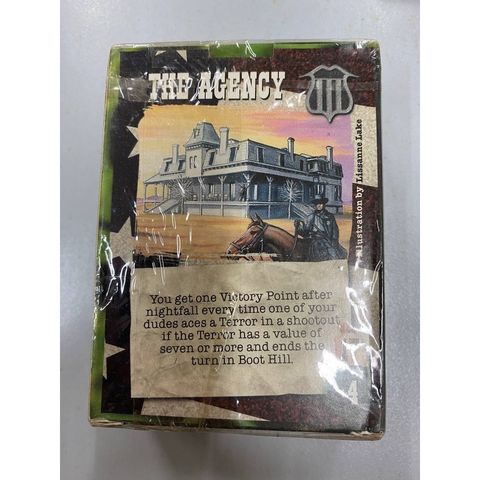 THE AGENCY
Illustration by Lissanne Lake
You get one Victory Point after
nightfall every time one of your
dudes aces a Terror in a shootout
if the Terror has a value of
seven or more and ends the
turn in Boot Hill.
4